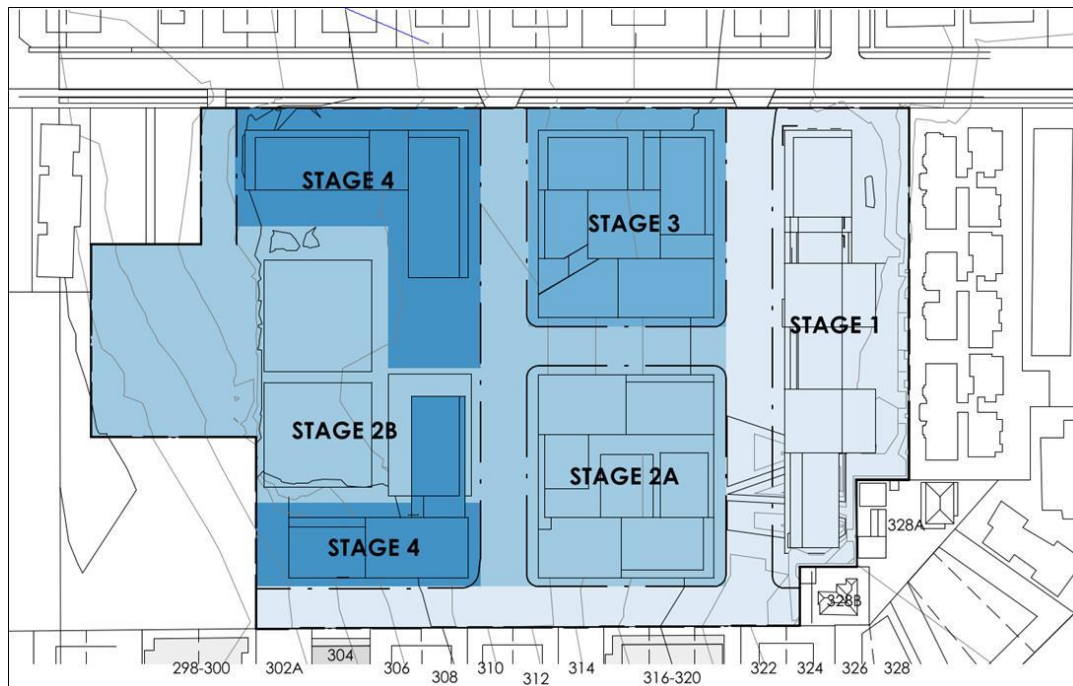 STAGE 4
STAGE 3
STAGE 1
STAGE 2B
STAGE 2A
STAGE 4
328A
328B
304
298-300
302A
306
308
310
312
314
316-320
322
324
326
328